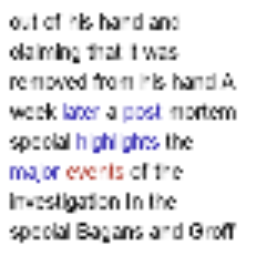 out of his hand and
claiming that it was
removed from his hand A
week later a post mortem
special highlights the
major events of the
investigation in the
special Bagans and Groff